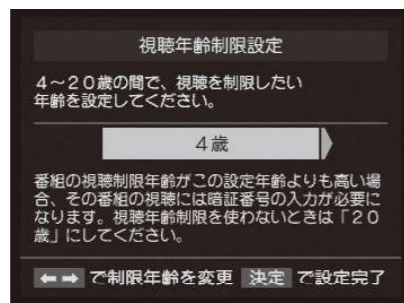 視聴年齢制限設定
4～20歳の間で、視聴を制限したい
年齢を設定してください。
4歳
番組の視聴制限年齢がこの設定年齢よりも高い場
合、その番組の視聴には暗証番号の入力が必要に
なります。視聴年齢制限を使わないときは「20
歳」にしてください。
⬅➡ で制限年齢を変更 決定 で設定完了